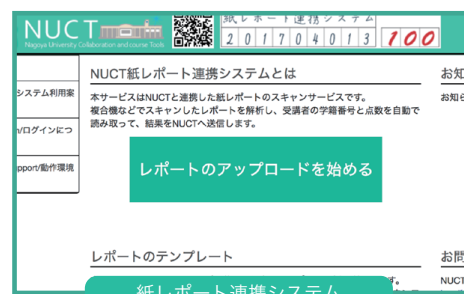 NUCT
Nagoya University Collaboration and course Tools
紙レポート連携システム
201704013
100
NUCT紙レポート連携システムとは
本サービスはNUCTと連携した紙レポートのスキャンサービスです。
複合機などでスキャンしたレポートを解析し、受講者の学籍番号と点数を自動で
読み取って、結果をNUCTへ送信します。
レポートのアップロードを始める
レポートのテンプレート
す。
紙レポート連携システム
システム利用案
/ログインにつ
pport/動作環境
お知
お知ら
お問
NUCT